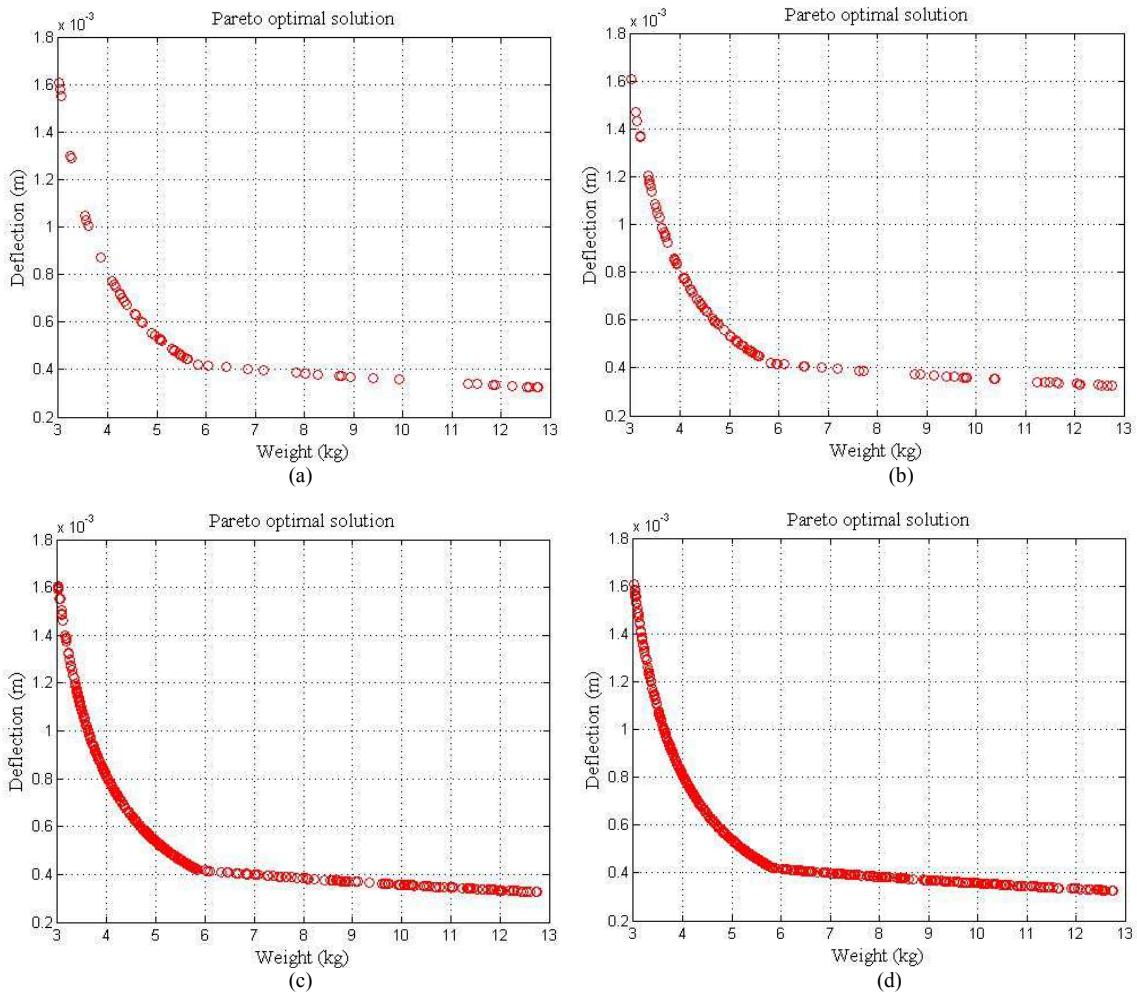 x 10⁻³
Pareto optimal solution
1.8
1.6
1.4
1.2
1
0.8
0.6
0.4
0.2
Deflection (m)
3 4 5 6 7 8 9 10 11 12 13
Weight (kg)
(a)
x 10⁻³
Pareto optimal solution
1.8
1.6
1.4
1.2
1
0.8
0.6
0.4
0.2
Deflection (m)
3 4 5 6 7 8 9 10 11 12 13
Weight (kg)
(b)
x 10⁻³
Pareto optimal solution
1.8
1.6
1.4
1.2
1
0.8
0.6
0.4
0.2
Deflection (m)
3 4 5 6 7 8 9 10 11 12 13
Weight (kg)
(c)
x 10⁻³
Pareto optimal solution
1.8
1.6
1.4
1.2
1
0.8
0.6
0.4
0.2
Deflection (m)
3 4 5 6 7 8 9 10 11 12 13
Weight (kg)
(d)